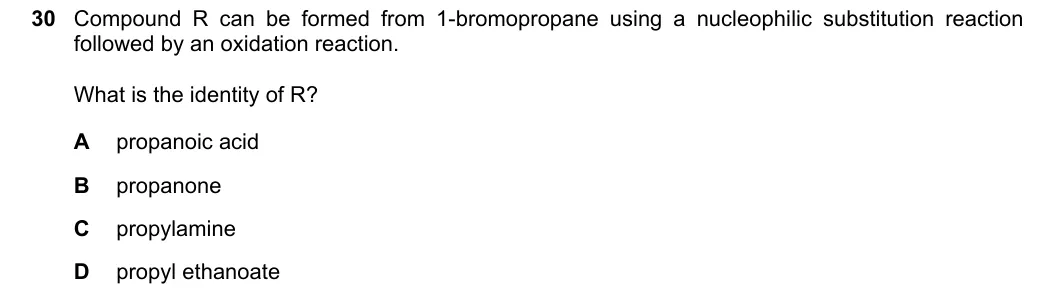 30 Compound R can be formed from 1-bromopropane using a nucleophilic substitution reaction
followed by an oxidation reaction.
What is the identity of R?
A propanoic acid
B propanone
C propylamine
D propyl ethanoate